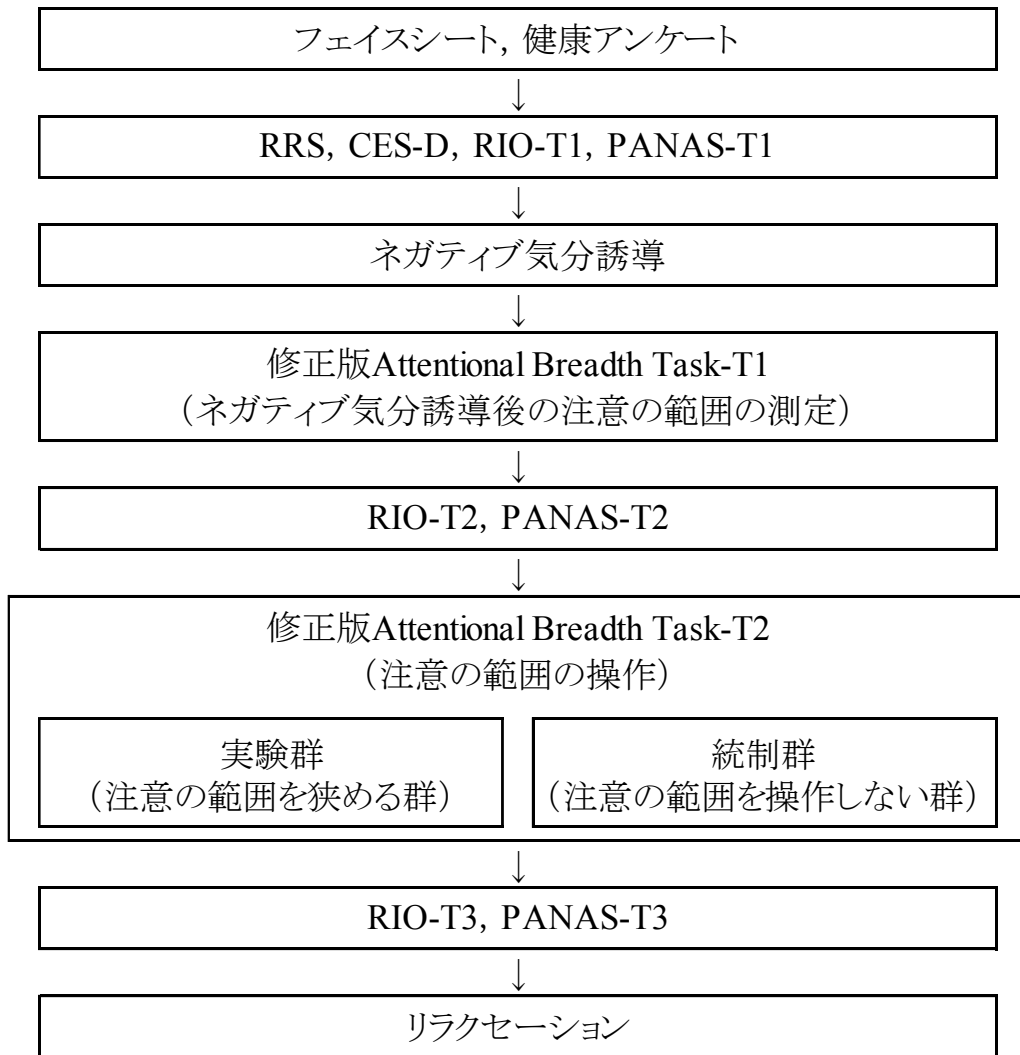 フェイスシート, 健康アンケート
↓
RRS, CES-D, RIO-T1, PANAS-T1
↓
ネガティブ気分誘導
↓
修正版Attentional Breadth Task-T1
（ネガティブ気分誘導後の注意の範囲の測定）
↓
RIO-T2, PANAS-T2
↓
修正版Attentional Breadth Task-T2
（注意の範囲の操作）
実験群
（注意の範囲を狭める群）
統制群
（注意の範囲を操作しない群）
↓
RIO-T3, PANAS-T3
↓
リラクセーション